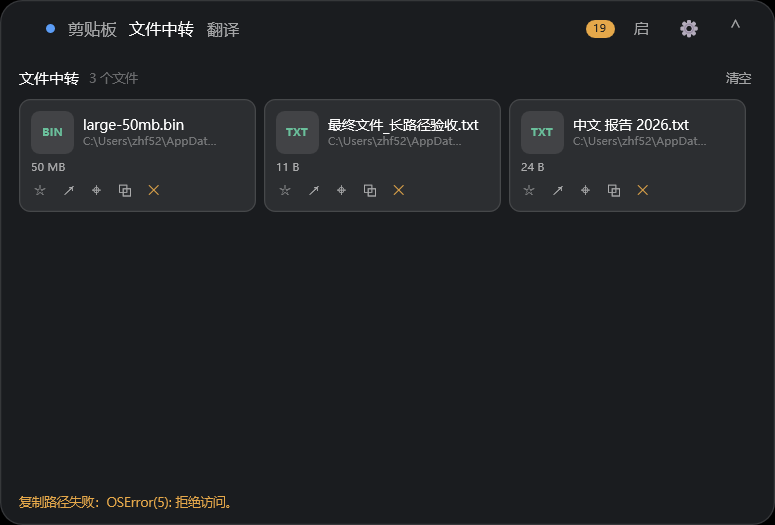 剪贴板 文件中转 翻译 19 启
文件中转 3 个文件 清空
BIN large-50mb.bin
C:\Users\zhf52\AppDat...
50 MB
TXT 最终文件_长路径验收.txt
C:\Users\zhf52\AppDat...
11 B
TXT 中文 报告 2026.txt
C:\Users\zhf52\AppDat...
24 B
复制路径失败：OSError(5): 拒绝访问。